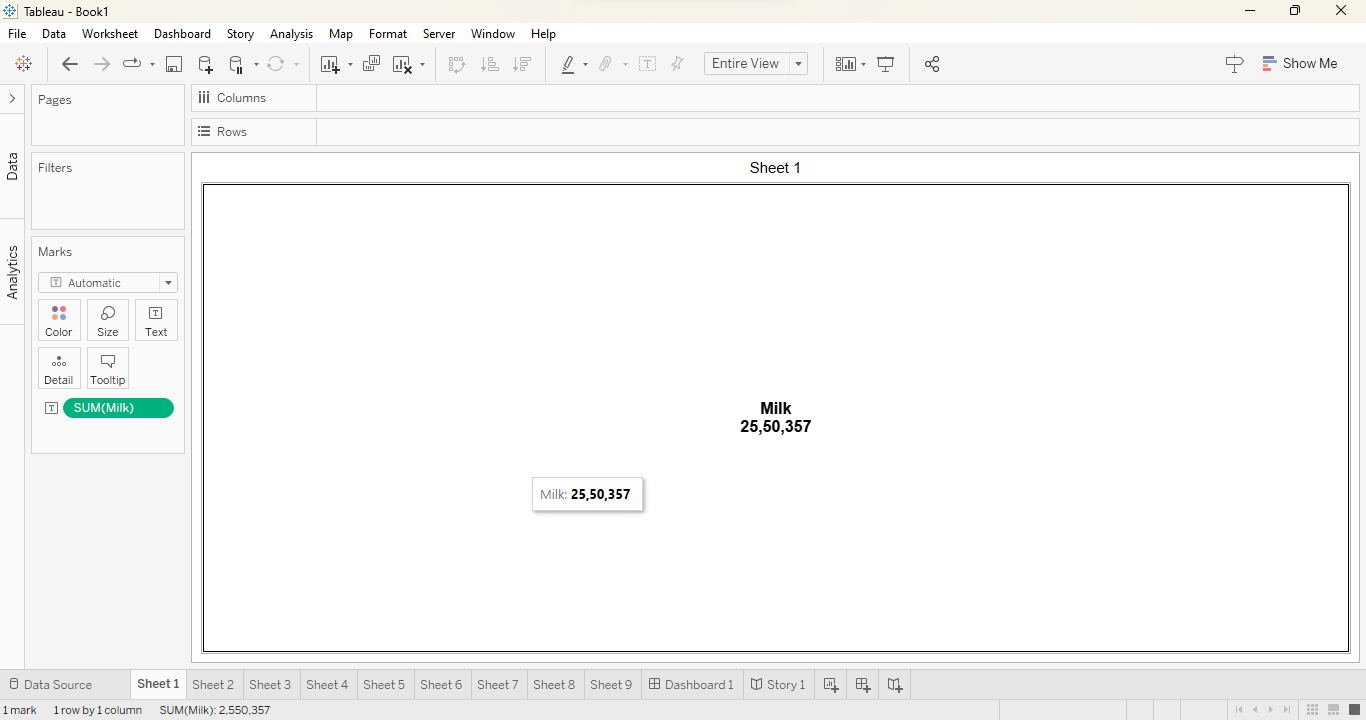 Tableau - Book1
File Data Worksheet Dashboard Story Analysis Map Format Server Window Help
Entire View
Show Me
Pages
Columns
Rows
Data
Filters
Sheet 1
Analytics
Marks
Automatic
Color Size Text
Detail Tooltip
SUM(Milk)
Milk
25,50,357
Milk: 25,50,357
Data Source Sheet 1 Sheet 2 Sheet 3 Sheet 4 Sheet 5 Sheet 6 Sheet 7 Sheet 8 Sheet 9 Dashboard 1 Story 1
1 mark 1 row by 1 column SUM(Milk): 2,550,357